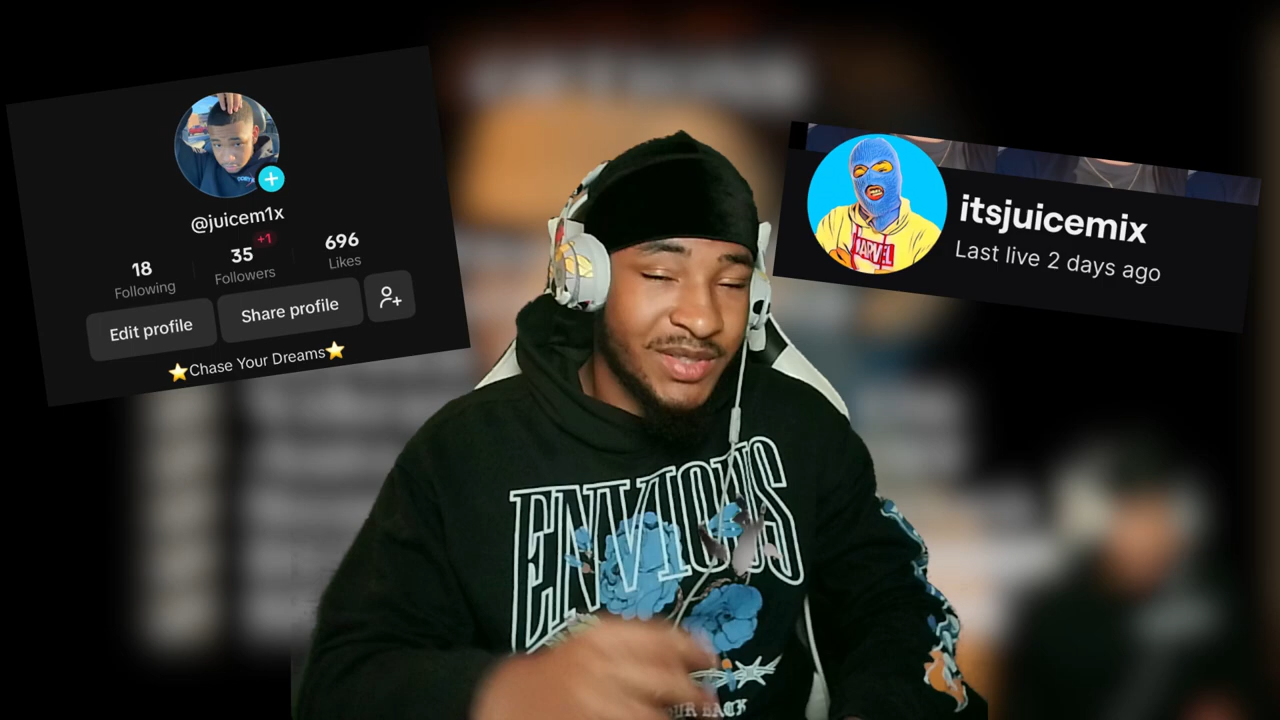 @juicem1x
18
Following
35
+1
Followers
696
Likes
Edit profile
Share profile
⭐Chase Your Dreams⭐
itsjuicemix
Last live 2 days ago
MARVEL
ENVIOUS
BACK